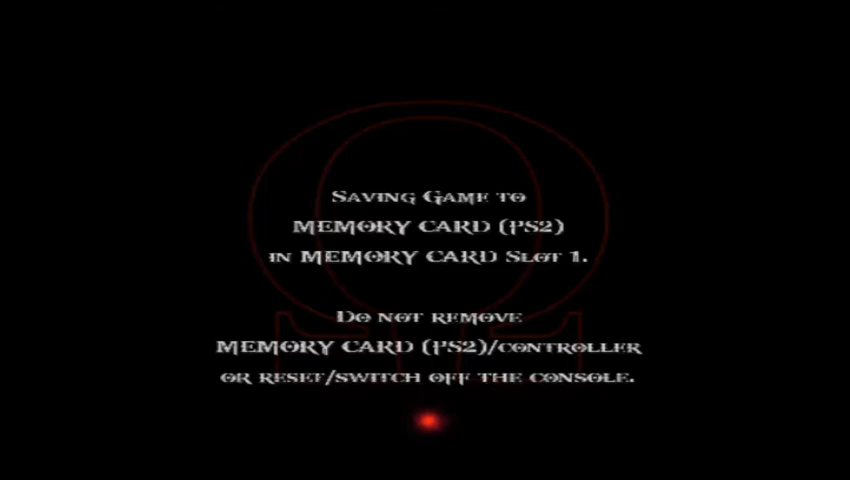 Saving Game to
MEMORY CARD (PS2)
in MEMORY CARD Slot 1.
Do not remove
MEMORY CARD (PS2)/controller
or reset/switch off the console.